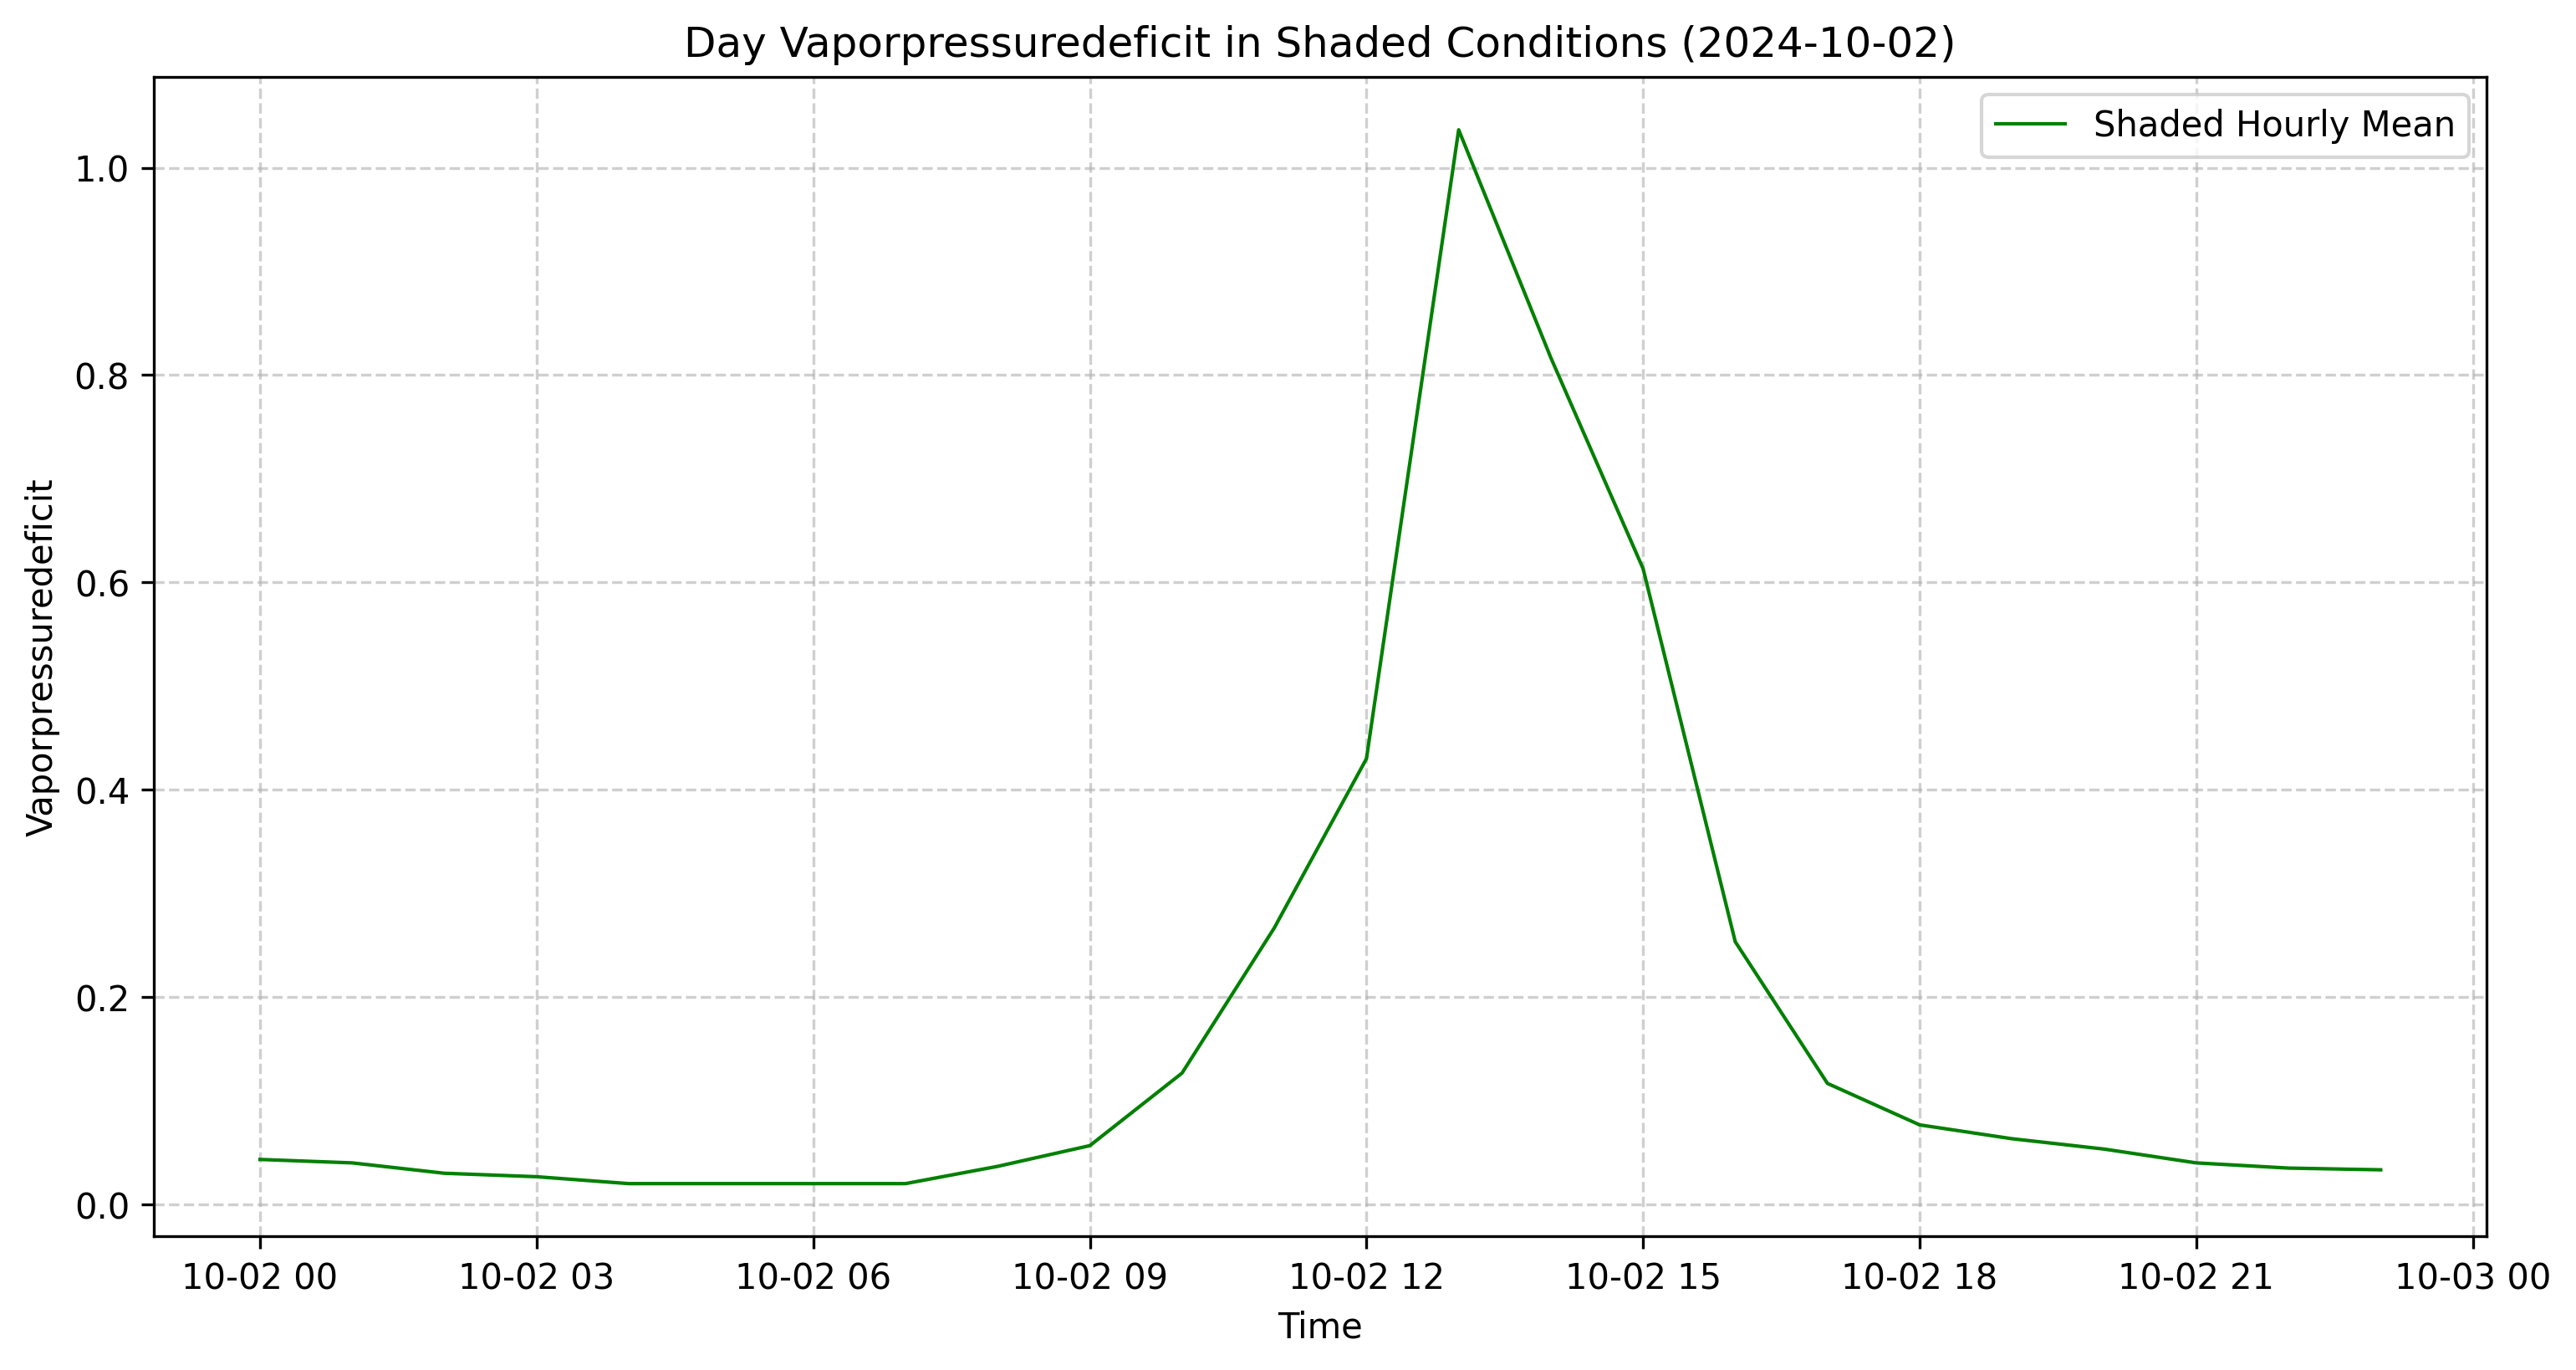 Day Vaporpressuredeficit in Shaded Conditions (2024-10-02)
Shaded Hourly Mean
Vaporpressuredeficit
1.0
0.8
0.6
0.4
0.2
0.0
10-02 00 10-02 03 10-02 06 10-02 09 10-02 12 10-02 15 10-02 18 10-02 21 10-03 00
Time